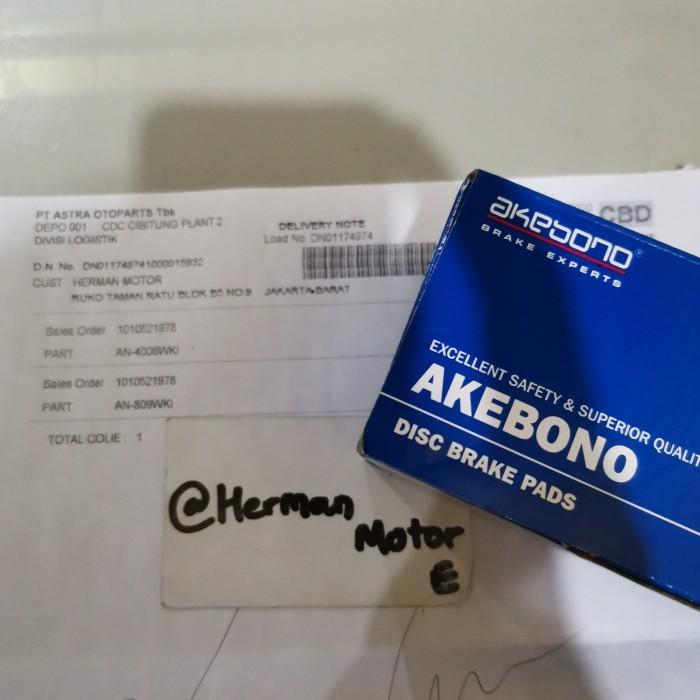 PT ASTRA OTOPARTS Tbk
DEPO 001 CDC CIBITUNG PLANT 2
DIVISI LOGISTIK
DELIVERY NOTE
Load No DN01174974
CBD
D.N. No. DN011749741000015932
CUST HERMAN MOTOR
RUKO TAMAN RATU BLOK B5 NO.9 JAKARTA BARAT
Sales Order 1010521978
PART AN-4006WKI
Sales Order 1010521978
PART AN-809WKI
TOTAL COLIE : 1
@Herman
Motor
E
akebono®
BRAKE EXPERTS
EXCELLENT SAFETY & SUPERIOR QUALIT
AKEBONO
DISC BRAKE PADS